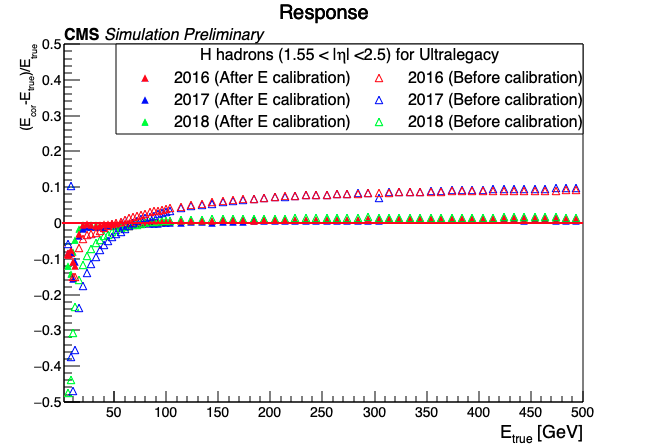 Response
CMS Simulation Preliminary
H hadrons (1.55 < |η| <2.5) for Ultralegacy
2016 (After E calibration) 2016 (Before calibration)
2017 (After E calibration) 2017 (Before calibration)
2018 (After E calibration) 2018 (Before calibration)
(E_cor-E_true)/E_true
0.5
0.4
0.3
0.2
0.1
0
−0.1
−0.2
−0.3
−0.4
−0.5
50 100 150 200 250 300 350 400 450 500
E_true [GeV]